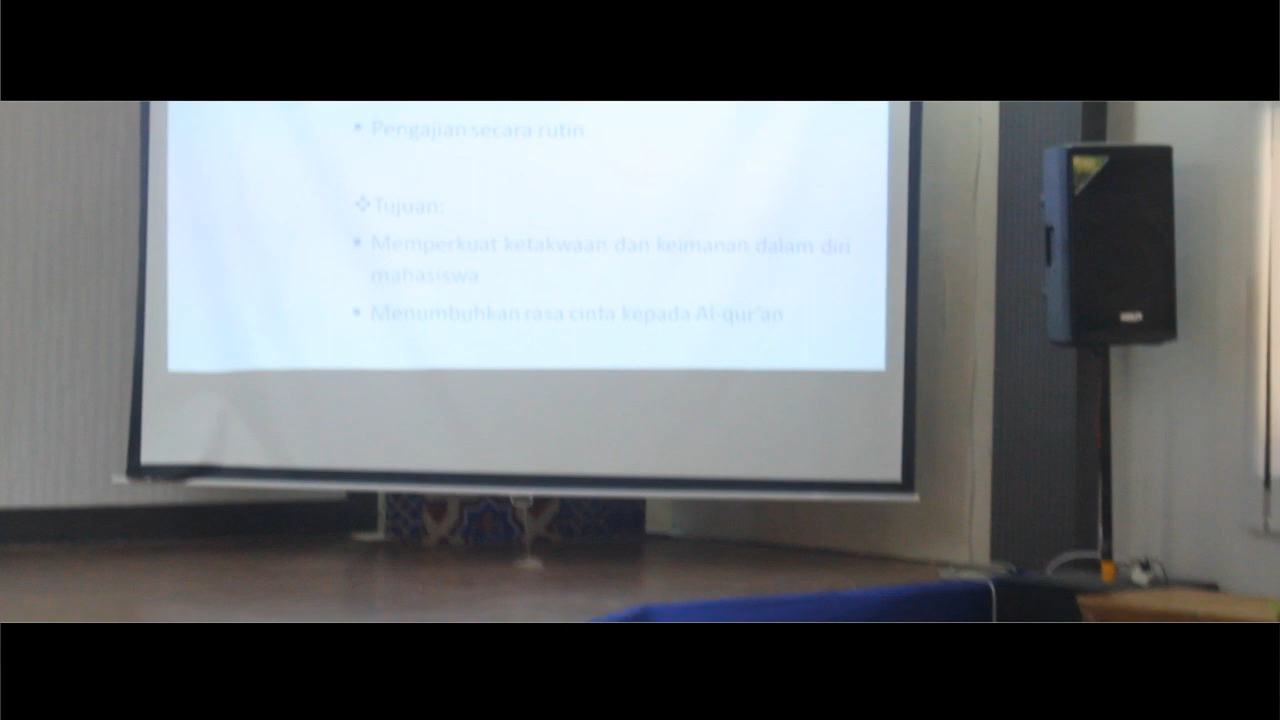 ▪ Pengajian secara rutin
❖ Tujuan:
▪ Memperkuat ketakwaan dan keimanan dalam diri
mahasiswa
▪ Menumbuhkan rasa cinta kepada Al-qur'an